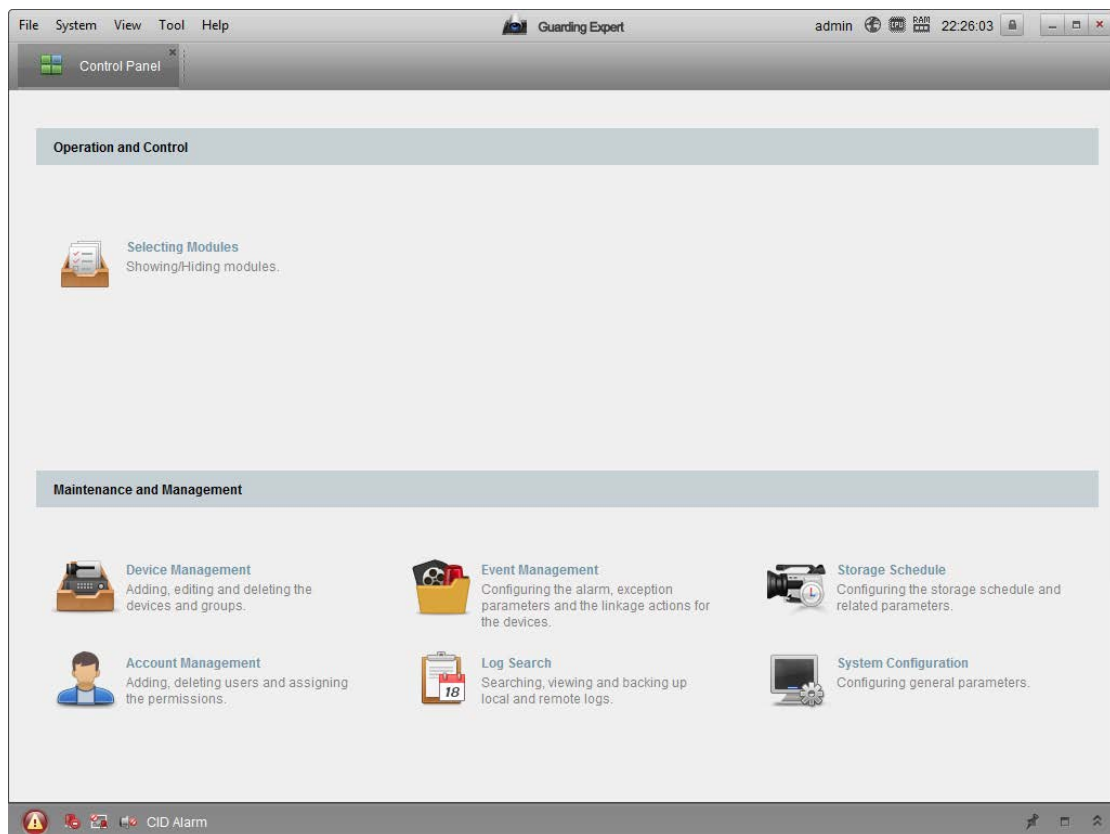 File System View Tool Help Guarding Expert admin CPU RAM 22:26:03
Control Panel
Operation and Control
Selecting Modules
Showing/Hiding modules.
Maintenance and Management
Device Management
Adding, editing and deleting the
devices and groups.
Event Management
Configuring the alarm, exception
parameters and the linkage actions for
the devices.
Storage Schedule
Configuring the storage schedule and
related parameters.
Account Management
Adding, deleting users and assigning
the permissions.
18
Log Search
Searching, viewing and backing up
local and remote logs.
System Configuration
Configuring general parameters.
CID Alarm